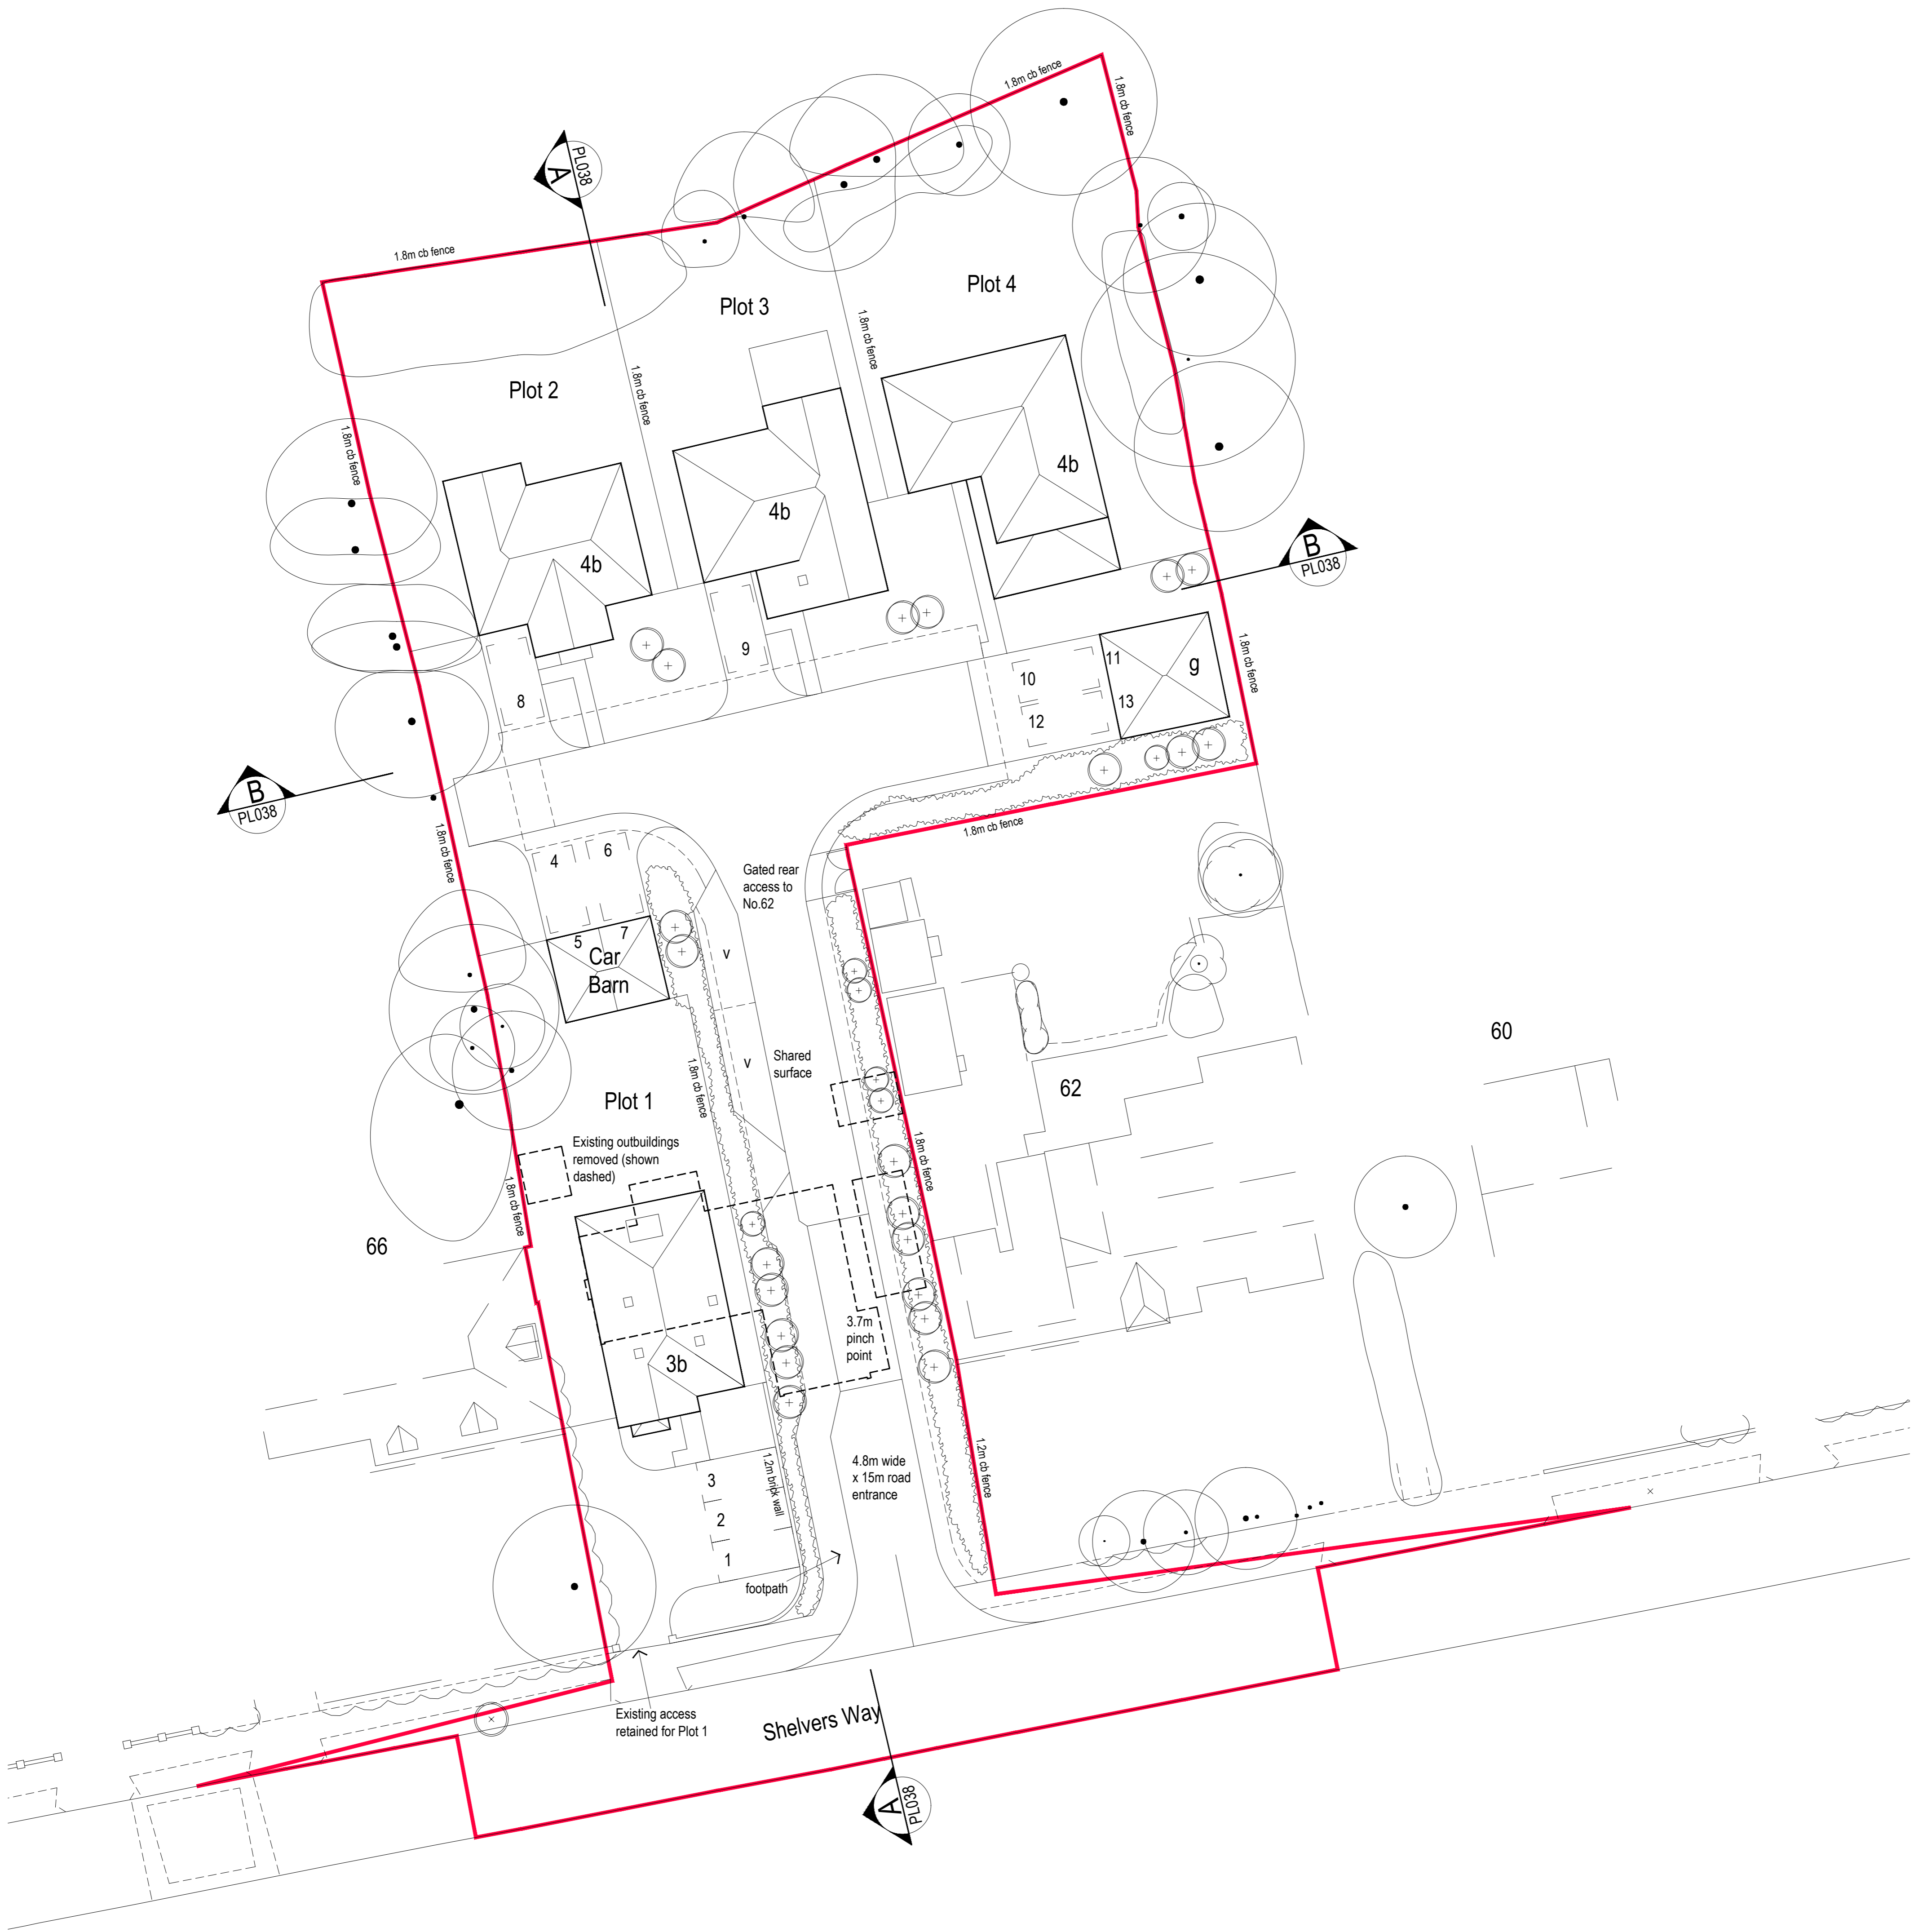 1.8m cb fence
1.8m cb fence
A
PL038
1.8m cb fence
Plot 4
Plot 3
1.8m cb fence
1.8m cb fence
Plot 2
1.8m cb fence
4b
4b
4b
B
PL038
9
8
10
11
12
13
g
1.8m cb fence
B
PL038
1.8m cb fence
1.8m cb fence
4
6
5
7
Car
Barn
Gated rear
access to
No.62
v
v
Shared
surface
1.8m cb fence
Plot 1
Existing outbuildings
removed (shown
dashed)
1.8m cb fence
1.8m cb fence
60
62
66
3.7m
pinch
point
3b
1.2m brick wall
1.2m cb fence
4.8m wide
x 15m road
entrance
3
2
1
footpath
Existing access
retained for Plot 1
Shelvers Way
A
PL038